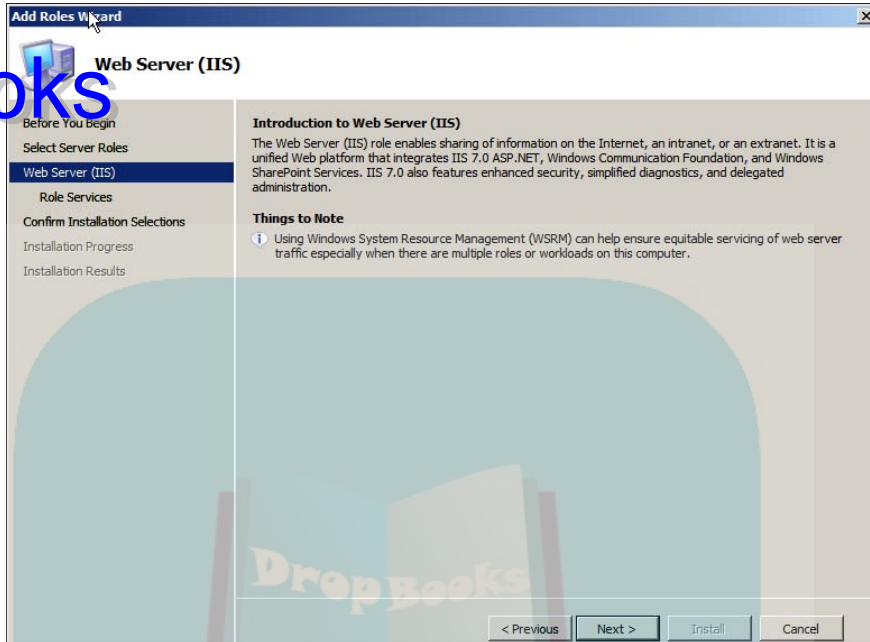 Add Roles Wizard
Web Server (IIS)
oks
Before You Begin
Select Server Roles
Web Server (IIS)
Role Services
Confirm Installation Selections
Installation Progress
Installation Results
Introduction to Web Server (IIS)
The Web Server (IIS) role enables sharing of information on the Internet, an intranet, or an extranet. It is a
unified Web platform that integrates IIS 7.0 ASP.NET, Windows Communication Foundation, and Windows
SharePoint Services. IIS 7.0 also features enhanced security, simplified diagnostics, and delegated
administration.
Things to Note
Using Windows System Resource Management (WSRM) can help ensure equitable servicing of web server
traffic especially when there are multiple roles or workloads on this computer.
DropBooks
< Previous
Next >
Install
Cancel